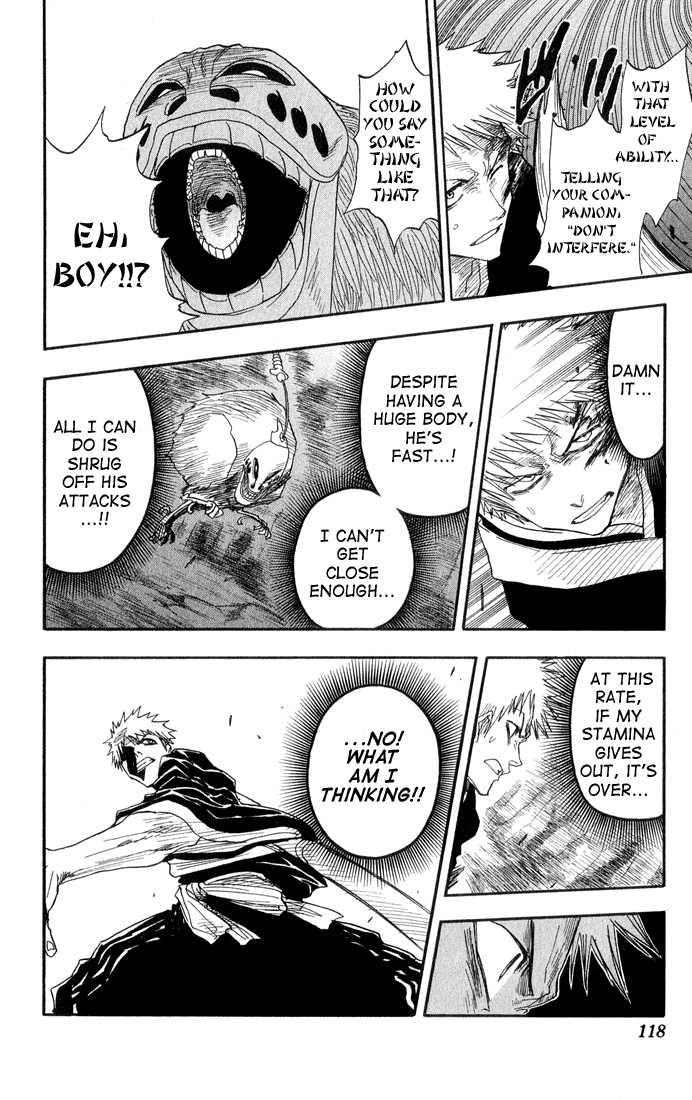 WITH
THAT
LEVEL
OF
ABILITY..
TELLING
YOUR COM-
PANION,
"DON'T
INTERFERE."
HOW
COULD
YOU SAY
SOME-
THING
LIKE
THAT?
EH,
BOY!!?
DAMN
IT...
DESPITE
HAVING A
HUGE BODY,
HE'S
FAST...!
I CAN'T
GET
CLOSE
ENOUGH...
ALL I CAN
DO IS
SHRUG
OFF HIS
ATTACKS
...!!
AT THIS
RATE,
IF MY
STAMINA
GIVES
OUT, IT'S
OVER...
...NO!
WHAT
AM I
THINKING!!
118